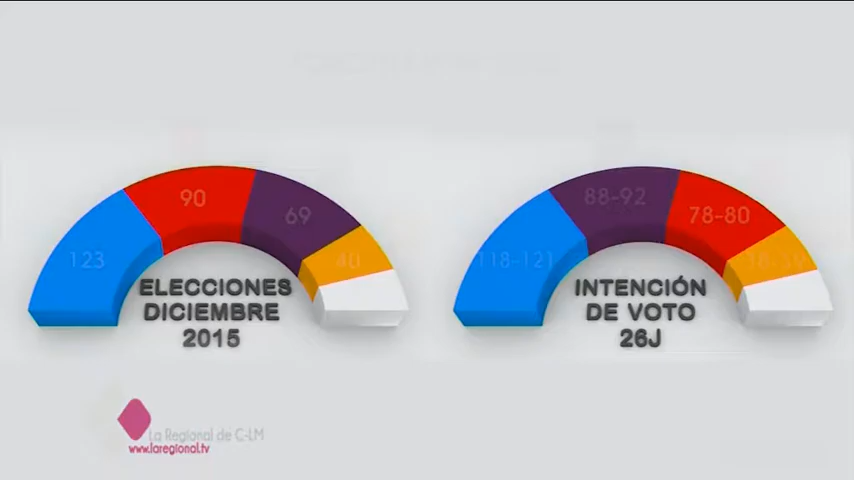 123
90
69
40
ELECCIONES
DICIEMBRE
2015
118-121
88-92
78-80
INTENCIÓN
DE VOTO
26J
La Regional de C-LM
www.laregional.tv